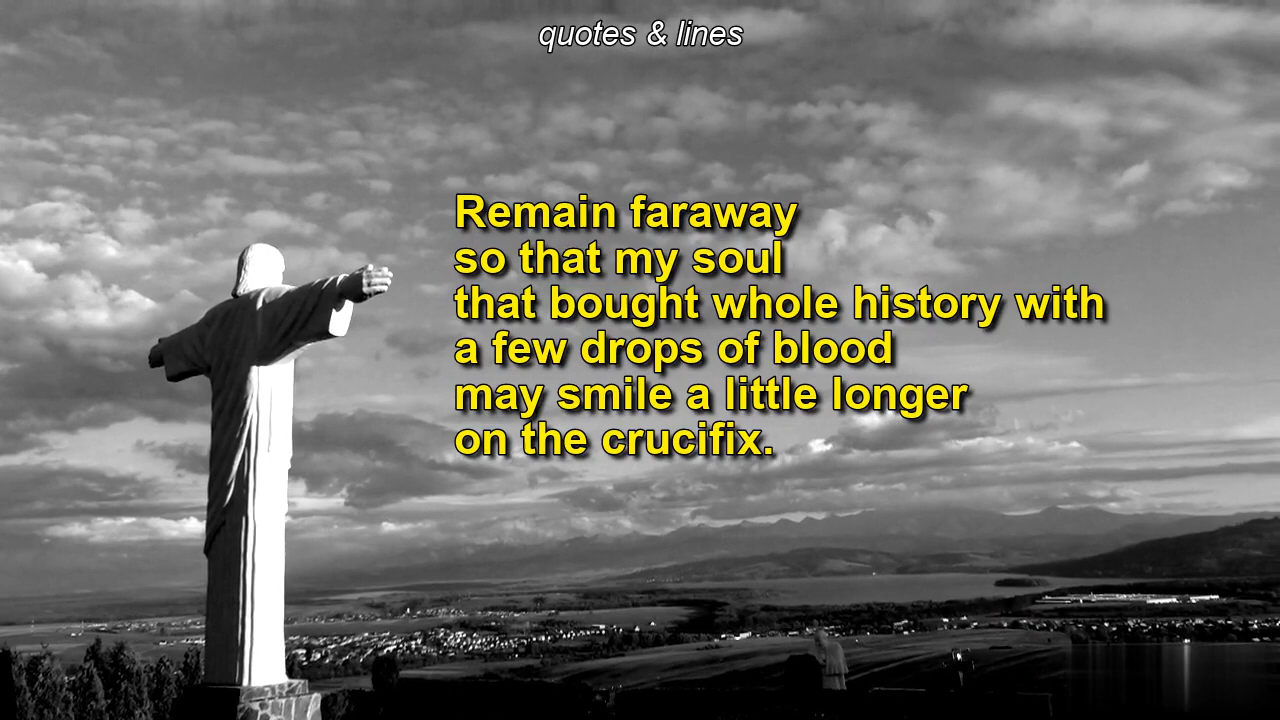 quotes & lines
Remain faraway
so that my soul
that bought whole history with
a few drops of blood
may smile a little longer
on the crucifix.